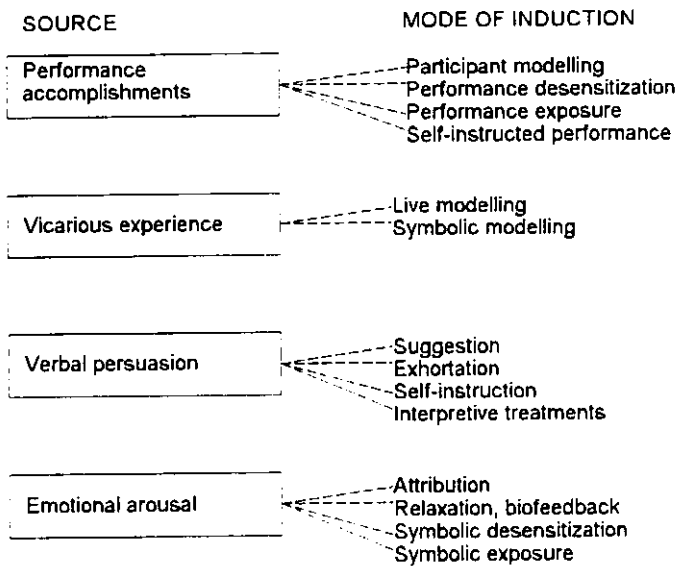 SOURCE
MODE OF INDUCTION
Performance
accomplishments
Participant modelling
Performance desensitization
Performance exposure
Self-instructed performance
Vicarious experience
Live modelling
Symbolic modelling
Verbal persuasion
Suggestion
Exhortation
Self-instruction
Interpretive treatments
Emotional arousal
Attribution
Relaxation, biofeedback
Symbolic desensitization
Symbolic exposure